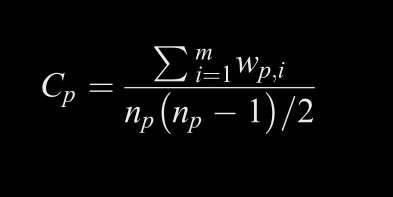 C_p = \frac{\sum_{i=1}^{m} w_{p,i}}{n_p(n_p - 1)/2}